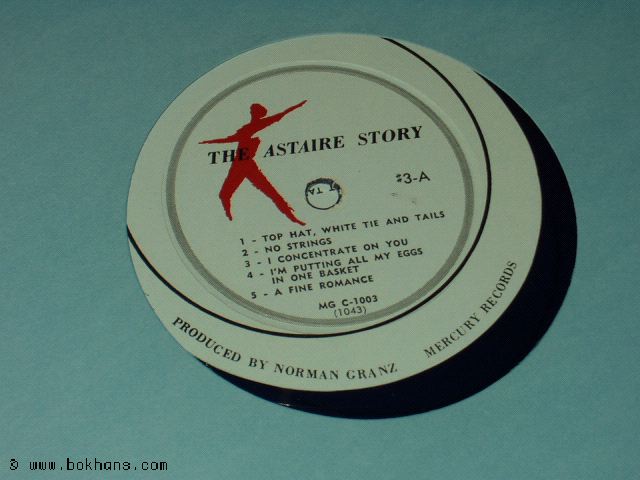 THE ASTAIRE STORY
#3-A
1 - TOP HAT, WHITE TIE AND TAILS
2 - NO STRINGS
3 - I CONCENTRATE ON YOU
4 - I'M PUTTING ALL MY EGGS
IN ONE BASKET
5 - A FINE ROMANCE
MG C-1003
(1043)
PRODUCED BY NORMAN GRANZ
MERCURY RECORDS
© www.bokhans.com